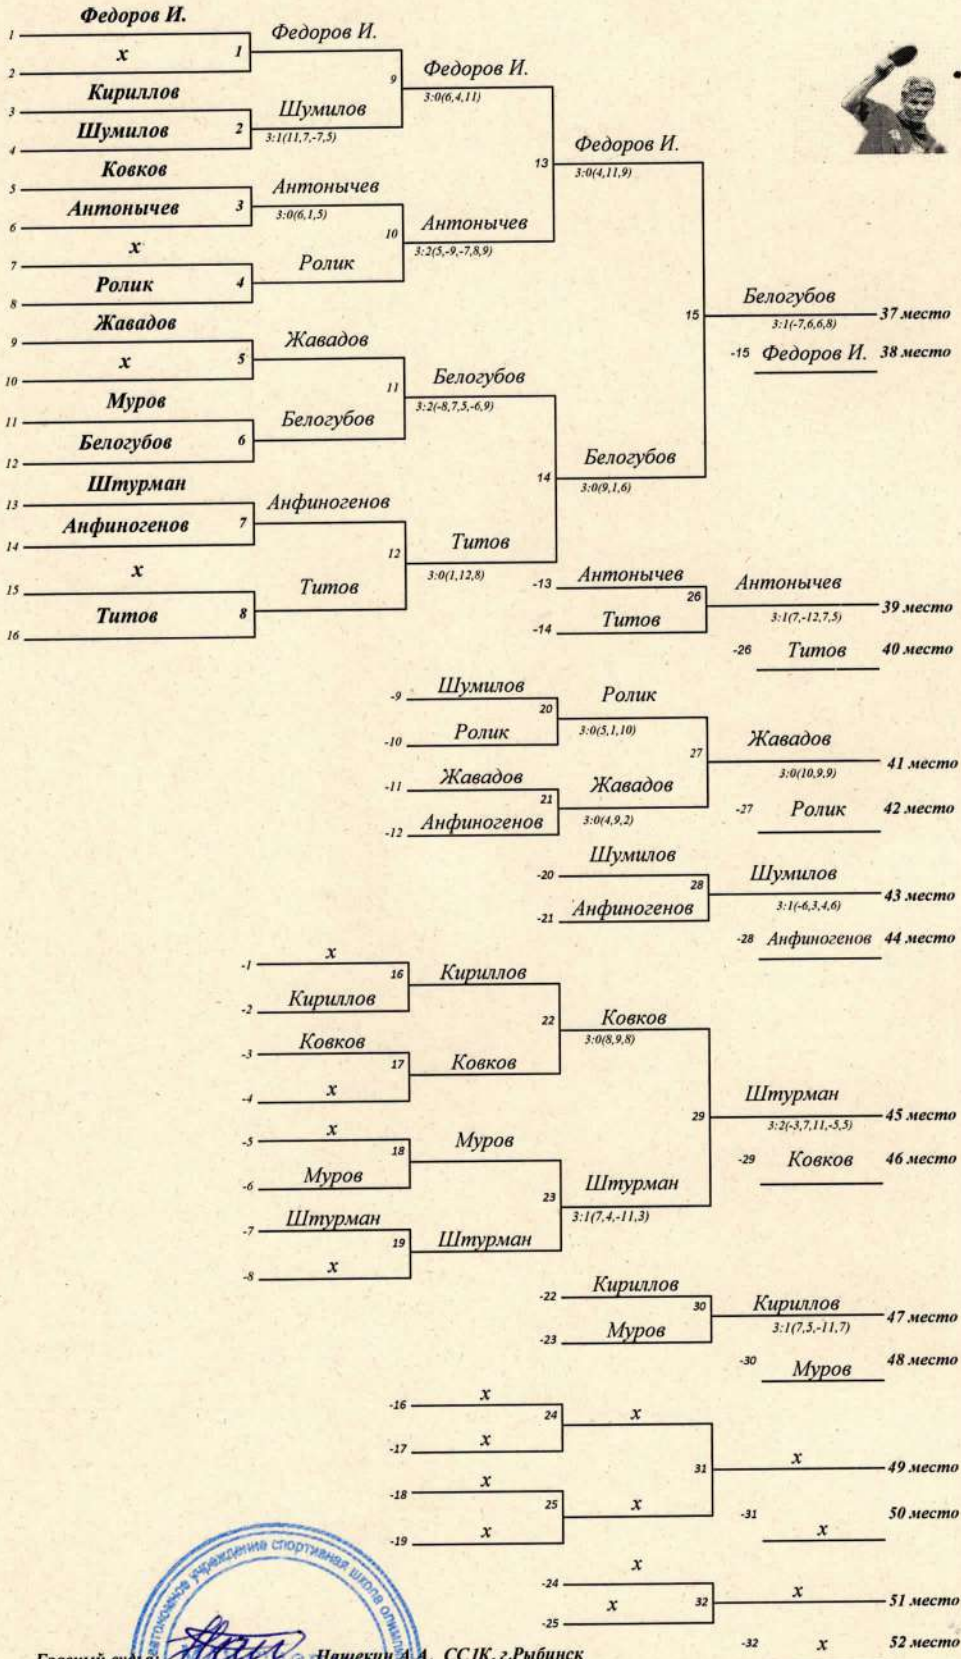 Федоров И.
1
х 1
2
Федоров И.
Кириллов
3
Шумилов 2
4
Шумилов
3:1(11,7,-7,5)
9
Федоров И.
3:0(6,4,11)
Ковков
5
Антонычев 3
6
Антонычев
3:0(6,1,5)
х
7
Ролик 4
8
Ролик
10
Антонычев
3:2(5,-9,-7,8,9)
13
Федоров И.
3:0(4,11,9)
Жавадов
9
х 5
10
Жавадов
Муров
11
Белогубов 6
12
Белогубов
11
Белогубов
3:2(-8,7,5,-6,9)
Штурман
13
Анфиногенов 7
14
Анфиногенов
х
15
Титов 8
16
Титов
12
Титов
3:0(1,12,8)
14
Белогубов
3:0(9,1,6)
15
Белогубов
3:1(-7,6,6,8)
37 место
-15 Федоров И. 38 место
-13 Антонычев
26
-14 Титов
Антонычев
3:1(7,-12,7,5)
39 место
-26 Титов 40 место
-9 Шумилов
20
-10 Ролик
Ролик
3:0(5,1,10)
-11 Жавадов
21
-12 Анфиногенов
Жавадов
3:0(4,9,2)
27
Жавадов
3:0(10,9,9)
41 место
-27 Ролик 42 место
-20 Шумилов
28
-21 Анфиногенов
Шумилов
3:1(-6,3,4,6)
43 место
-28 Анфиногенов 44 место
-1 х
16
-2 Кириллов
Кириллов
-3 Ковков
17
-4 х
Ковков
22
Ковков
3:0(8,9,8)
-5 х
18
-6 Муров
Муров
-7 Штурман
19
-8 х
Штурман
23
Штурман
3:1(7,4,-11,3)
29
Штурман
3:2(-3,7,11,-5,5)
45 место
-29 Ковков 46 место
-22 Кириллов
30
-23 Муров
Кириллов
3:1(7,5,-11,7)
47 место
-30 Муров 48 место
-16 х
24
-17 х
х
-18 х
25
-19 х
х
31
х
49 место
-31 х 50 место
-24 х
32
-25 х
х
51 место
-32 х 52 место
учреждение спортивная школа
А.А. СС1К, г.Рыбинск